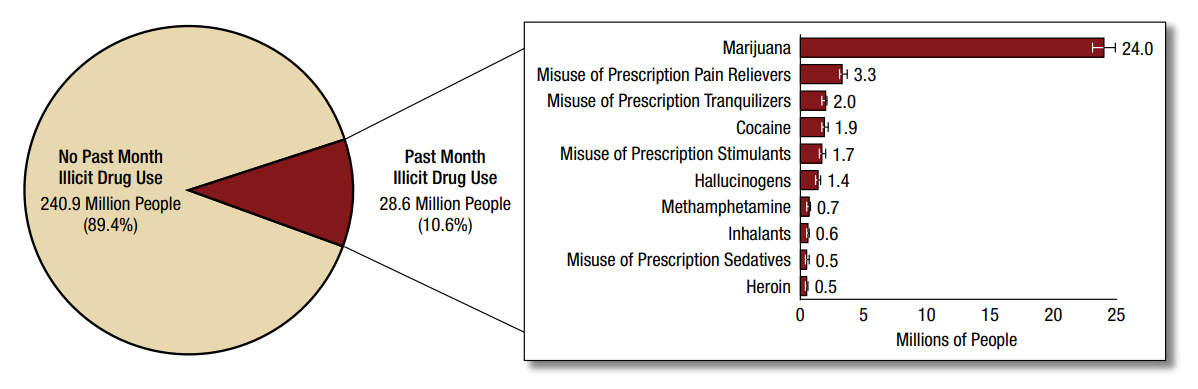 No Past Month
Illicit Drug Use
240.9 Million People
(89.4%)
Past Month
Illicit Drug Use
28.6 Million People
(10.6%)
Marijuana 24.0
Misuse of Prescription Pain Relievers 3.3
Misuse of Prescription Tranquilizers 2.0
Cocaine 1.9
Misuse of Prescription Stimulants 1.7
Hallucinogens 1.4
Methamphetamine 0.7
Inhalants 0.6
Misuse of Prescription Sedatives 0.5
Heroin 0.5
0 5 10 15 20 25
Millions of People